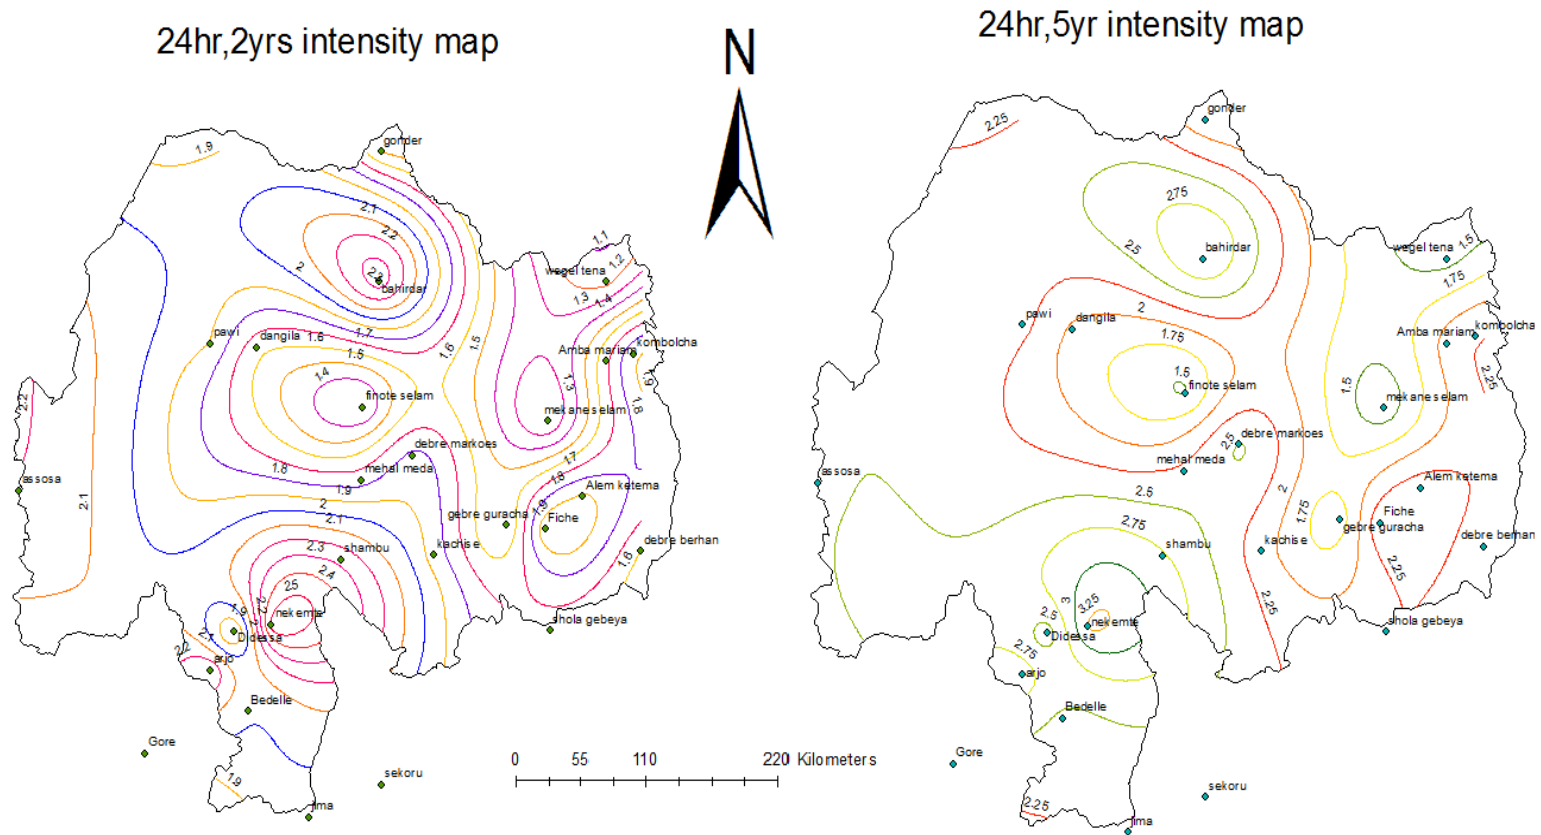 24hr,2yrs intensity map
N
24hr,5yr intensity map
gonder
1.9
2.1
2.2
2
bahirdar
1.1
wegel tena
1.2
1.3
1.4
pawi
dangila
1.6
1.7
1.5
1.6
1.5
1.4
finote selam
Amba mariam
kombolcha
1.9
1.3
1.8
mekane selam
2.2
debre markoes
1.8
mehal meda
1.9
1.7
1.8
assosa
2.1
2
2.1
gebre guracha
1.9
Alem ketema
Fiche
2.3
shambu
2.4
kachise
debre berhan
1.8
25
nekemte
1.9
Didessa
shola gebeya
2.1
2.2
arjo
Bedelle
Gore
sekoru
1.9
jima
0 55 110 220 Kilometers
gonder
2.25
275
2.5
bahirdar
wegel tena
1.5
1.75
pawi
dangila
2
1.75
Amba mariam
kombolcha
2.25
1.5
finote selam
1.5
mekane selam
2.5
debre markoes
mehal meda
assosa
2.5
2
Alem ketema
1.75
gebre guracha
Fiche
2.75
shambu
kachise
debre berhan
2.25
2.25
3
3.25
nekemte
2.5
Didessa
shola gebeya
2.75
arjo
Bedelle
Gore
sekoru
2.25
jima